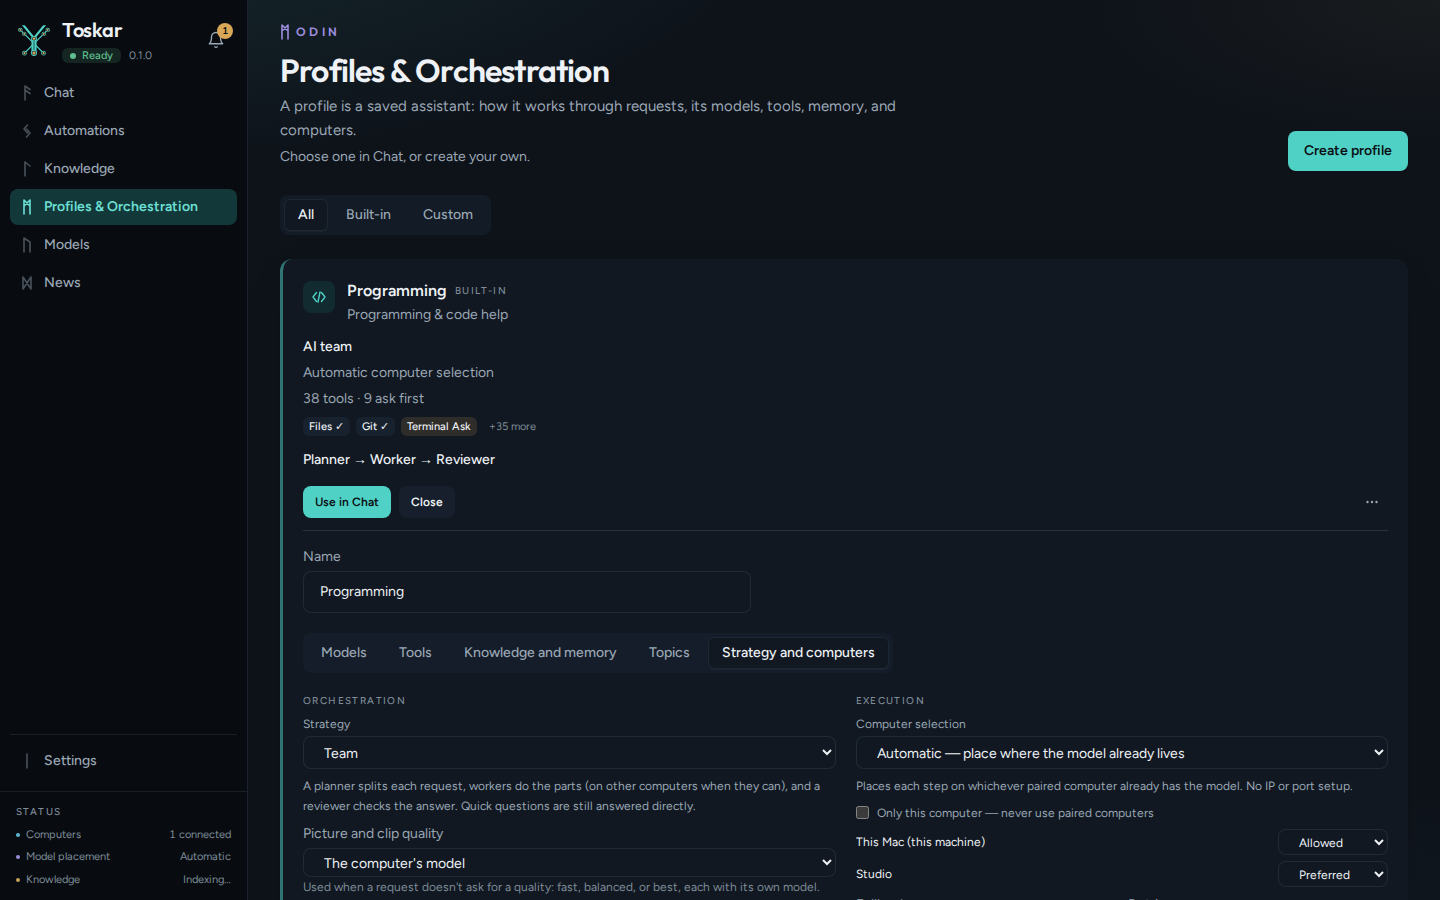 Toskar
Ready 0.1.0
1
Chat
Automations
Knowledge
Profiles & Orchestration
Models
News
Settings
STATUS
Computers 1 connected
Model placement Automatic
Knowledge Indexing...
ODIN
Profiles & Orchestration
A profile is a saved assistant: how it works through requests, its models, tools, memory, and
computers.
Choose one in Chat, or create your own.
Create profile
All Built-in Custom
Programming BUILT-IN
Programming & code help
AI team
Automatic computer selection
38 tools · 9 ask first
Files ✓ Git ✓ Terminal Ask +35 more
Planner → Worker → Reviewer
Use in Chat Close ···
Name
Programming
Models Tools Knowledge and memory Topics Strategy and computers
ORCHESTRATION
Strategy
Team
A planner splits each request, workers do the parts (on other computers when they can), and a
reviewer checks the answer. Quick questions are still answered directly.
Picture and clip quality
The computer's model
Used when a request doesn't ask for a quality: fast, balanced, or best, each with its own model.
EXECUTION
Computer selection
Automatic — place where the model already lives
Places each step on whichever paired computer already has the model. No IP or port setup.
Only this computer — never use paired computers
This Mac (this machine) Allowed
Studio Preferred